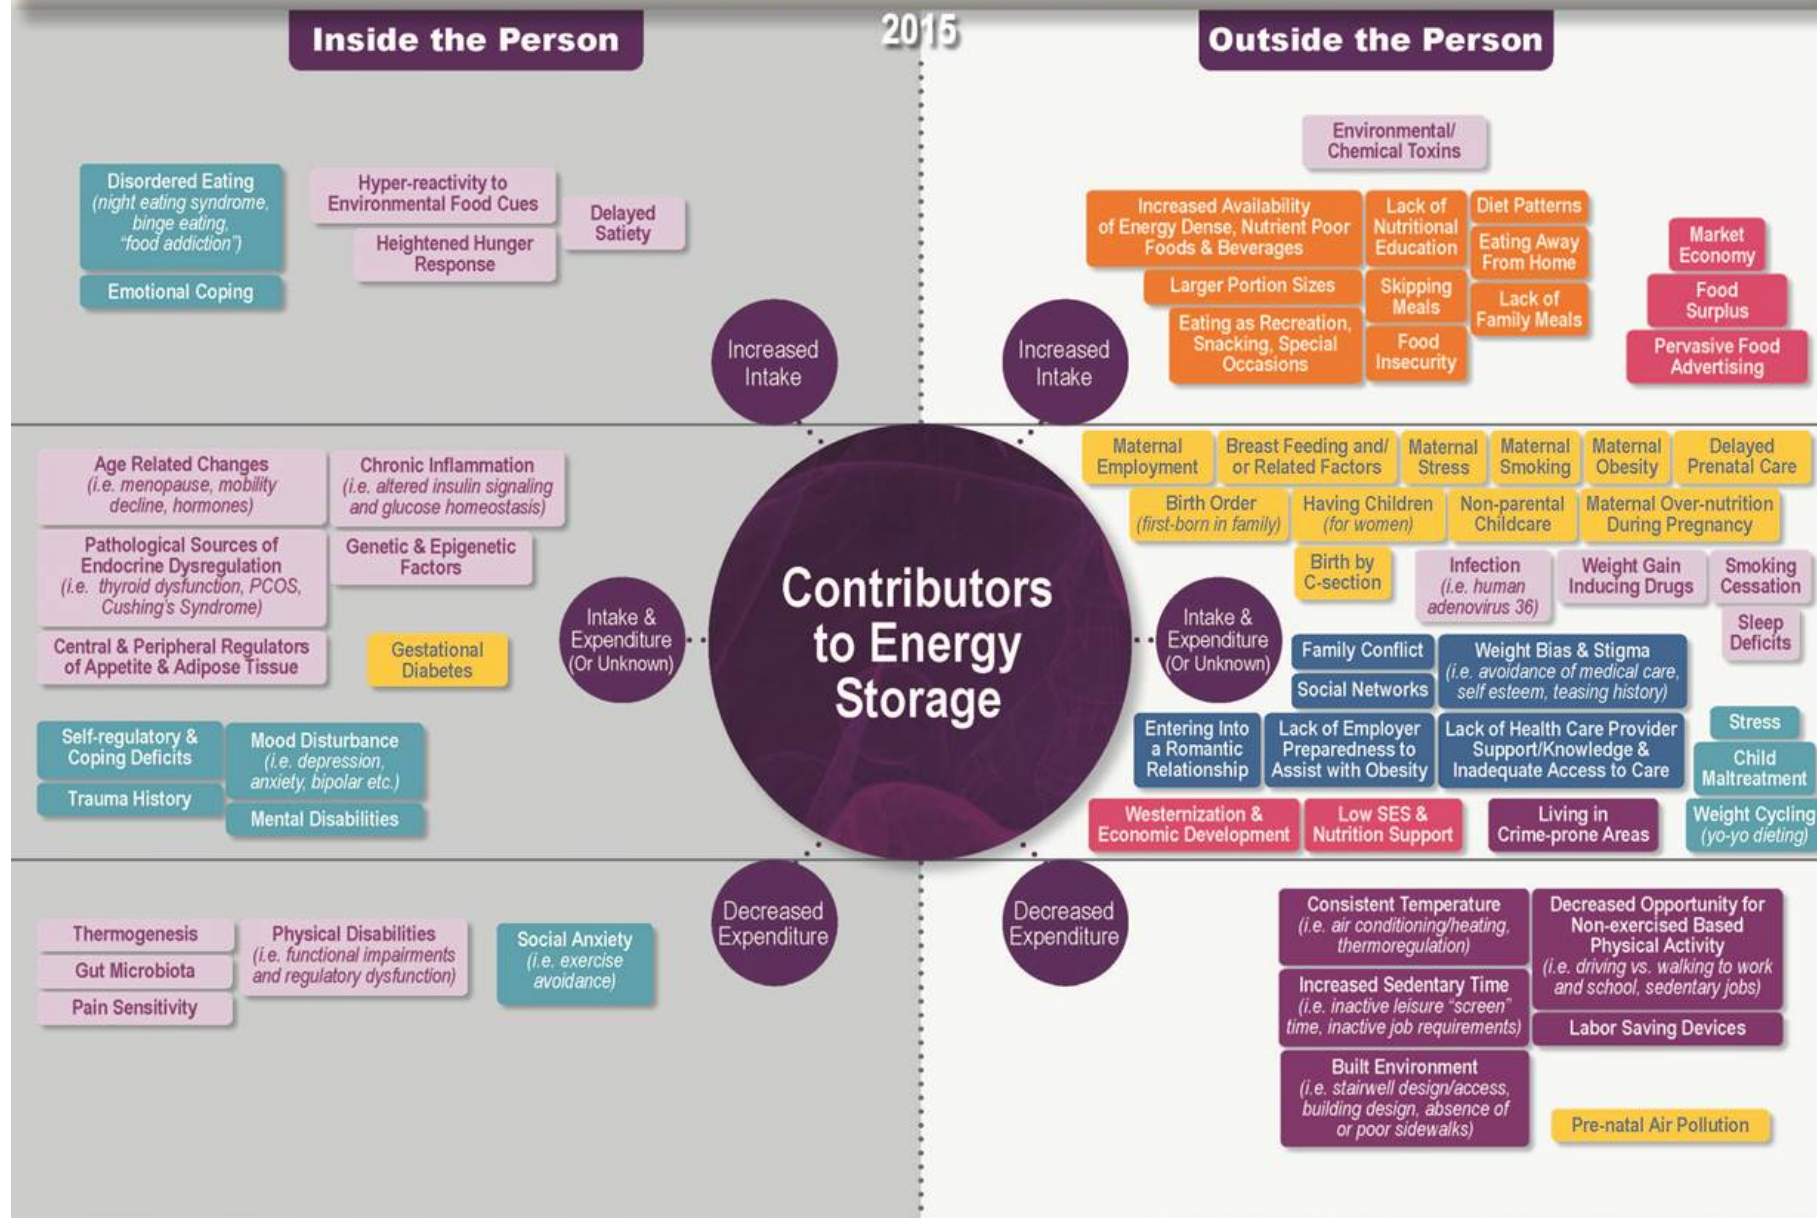 2015
Inside the Person
Outside the Person
Disordered Eating
(night eating syndrome,
binge eating,
“food addiction”)
Emotional Coping
Hyper-reactivity to
Environmental Food Cues
Heightened Hunger
Response
Delayed
Satiety
Increased
Intake
Increased
Intake
Environmental/
Chemical Toxins
Increased Availability
of Energy Dense, Nutrient Poor
Foods & Beverages
Larger Portion Sizes
Eating as Recreation,
Snacking, Special
Occasions
Lack of
Nutritional
Education
Skipping
Meals
Food
Insecurity
Diet Patterns
Eating Away
From Home
Lack of
Family Meals
Market
Economy
Food
Surplus
Pervasive Food
Advertising
Age Related Changes
(i.e. menopause, mobility
decline, hormones)
Chronic Inflammation
(i.e. altered insulin signaling
and glucose homeostasis)
Pathological Sources of
Endocrine Dysregulation
(i.e. thyroid dysfunction, PCOS,
Cushing's Syndrome)
Genetic & Epigenetic
Factors
Central & Peripheral Regulators
of Appetite & Adipose Tissue
Gestational
Diabetes
Self-regulatory &
Coping Deficits
Trauma History
Mood Disturbance
(i.e. depression,
anxiety, bipolar etc.)
Mental Disabilities
Intake &
Expenditure
(Or Unknown)
Contributors
to Energy
Storage
Intake &
Expenditure
(Or Unknown)
Maternal
Employment
Breast Feeding and/
or Related Factors
Maternal
Stress
Maternal
Smoking
Maternal
Obesity
Delayed
Prenatal Care
Birth Order
(first-born in family)
Having Children
(for women)
Non-parental
Childcare
Maternal Over-nutrition
During Pregnancy
Birth by
C-section
Infection
(i.e. human
adenovirus 36)
Weight Gain
Inducing Drugs
Smoking
Cessation
Sleep
Deficits
Family Conflict
Social Networks
Weight Bias & Stigma
(i.e. avoidance of medical care,
self esteem, teasing history)
Entering Into
a Romantic
Relationship
Lack of Employer
Preparedness to
Assist with Obesity
Lack of Health Care Provider
Support/Knowledge &
Inadequate Access to Care
Stress
Child
Maltreatment
Weight Cycling
(yo-yo dieting)
Westernization &
Economic Development
Low SES &
Nutrition Support
Living in
Crime-prone Areas
Decreased
Expenditure
Decreased
Expenditure
Thermogenesis
Gut Microbiota
Pain Sensitivity
Physical Disabilities
(i.e. functional impairments
and regulatory dysfunction)
Social Anxiety
(i.e. exercise
avoidance)
Consistent Temperature
(i.e. air conditioning/heating,
thermoregulation)
Increased Sedentary Time
(i.e. inactive leisure “screen”
time, inactive job requirements)
Built Environment
(i.e. stairwell design/access,
building design, absence of
or poor sidewalks)
Decreased Opportunity for
Non-exercised Based
Physical Activity
(i.e. driving vs. walking to work
and school, sedentary jobs)
Labor Saving Devices
Pre-natal Air Pollution